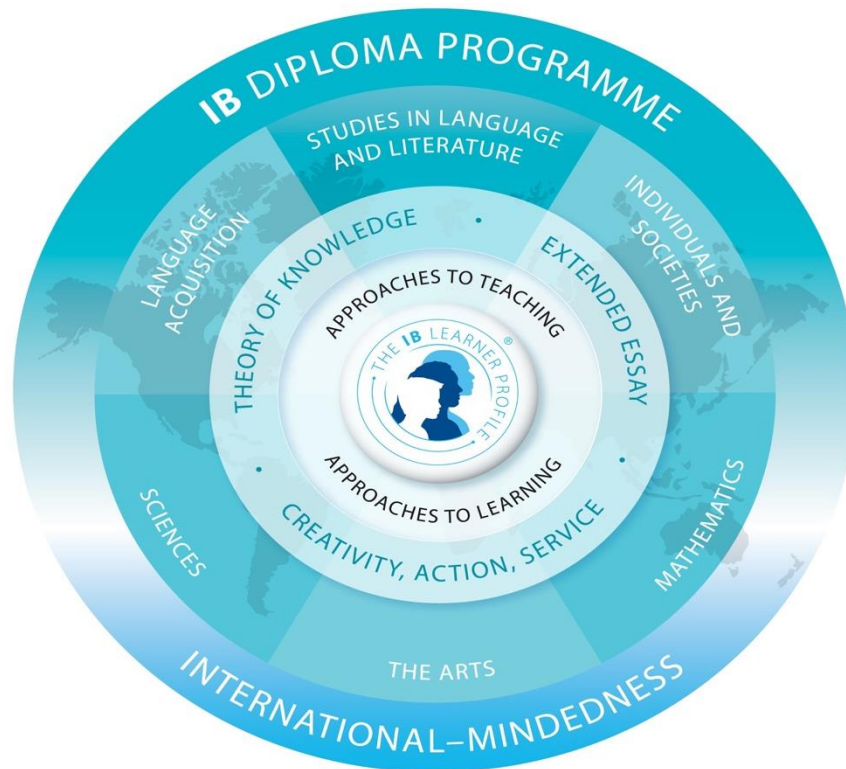 IB DIPLOMA PROGRAMME
STUDIES IN LANGUAGE
AND LITERATURE
LANGUAGE
ACQUISITION
INDIVIDUALS AND
SOCIETIES
THEORY OF KNOWLEDGE
·
EXTENDED ESSAY
APPROACHES TO TEACHING
THE IB LEARNER PROFILE
®
APPROACHES TO LEARNING
·
CREATIVITY, ACTION, SERVICE
·
SCIENCES
MATHEMATICS
THE ARTS
INTERNATIONAL–MINDEDNESS